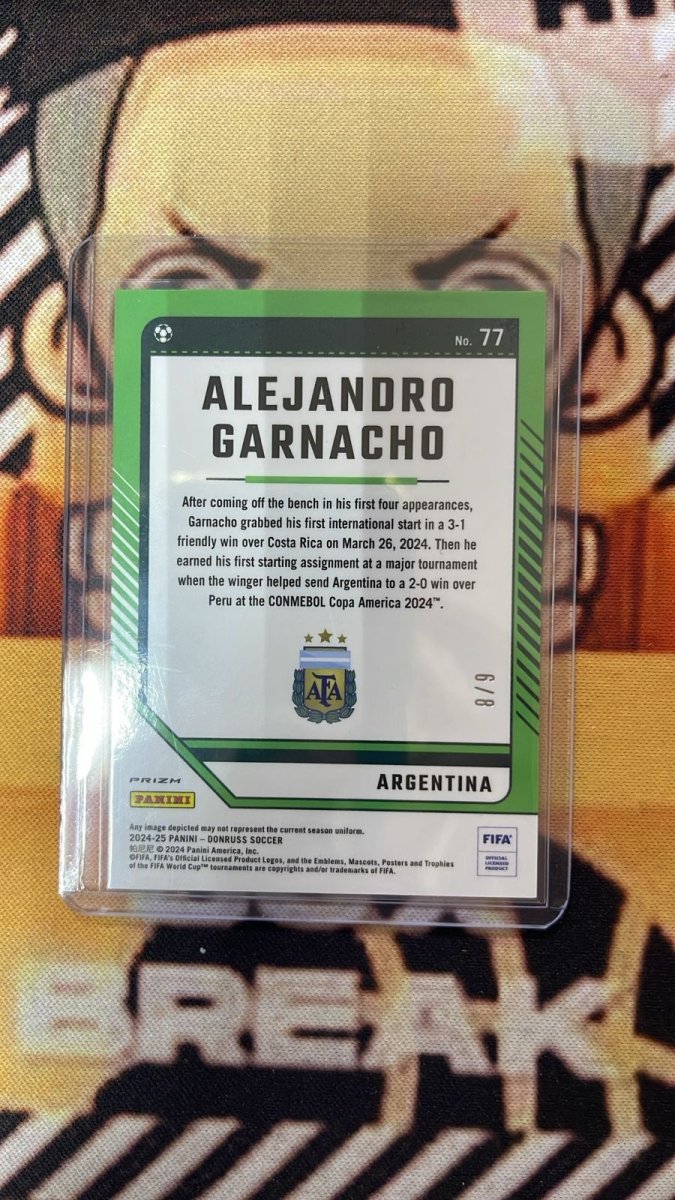 No. 77
ALEJANDRO
GARNACHO
After coming off the bench in his first four appearances,
Garnacho grabbed his first international start in a 3-1
friendly win over Costa Rica on March 26, 2024. Then he
earned his first starting assignment at a major tournament
when the winger helped send Argentina to a 2-0 win over
Peru at the CONMEBOL Copa America 2024™.
AFA
6/8
ARGENTINA
PRIZM
PANINI
Any image depicted may not represent the current season uniform.
2024-25 PANINI – DONRUSS SOCCER
帕尼尼 © 2024 Panini America, Inc.
©FIFA, FIFA's Official Licensed Product Logos, and the Emblems, Mascots, Posters and Trophies
of the FIFA World Cup™ tournaments are copyrights and/or trademarks of FIFA.
FIFA®
OFFICIAL
LICENSED
PRODUCT
BREAK